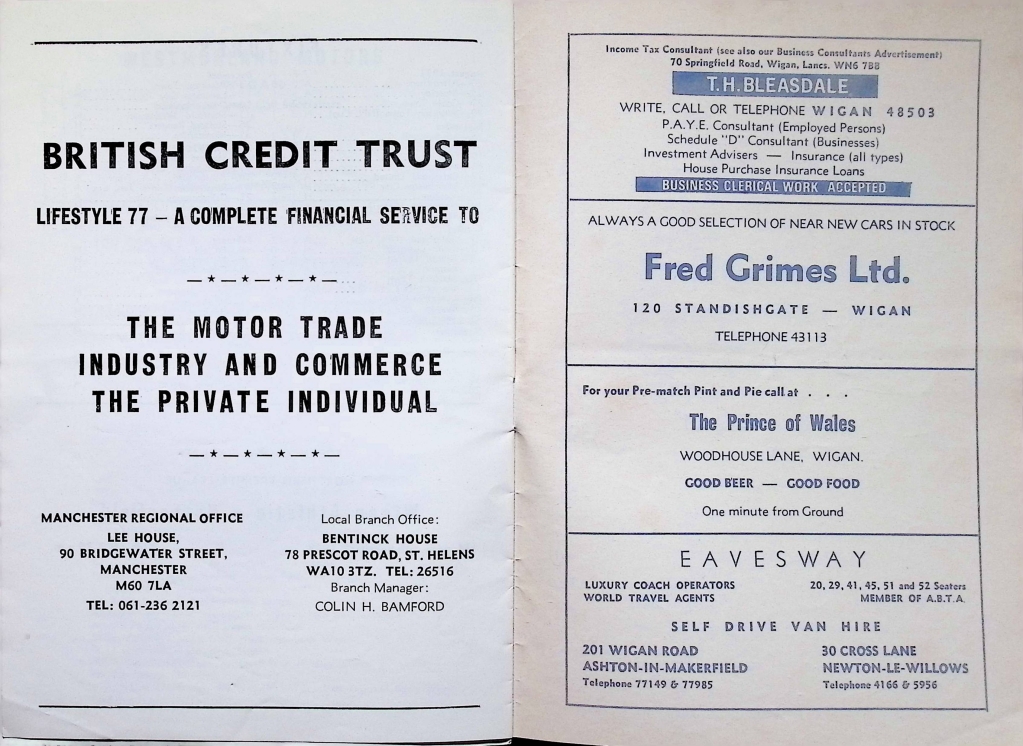 BRITISH CREDIT TRUST
LIFESTYLE 77 – A COMPLETE FINANCIAL SERVICE TO
THE MOTOR TRADE
INDUSTRY AND COMMERCE
THE PRIVATE INDIVIDUAL
MANCHESTER REGIONAL OFFICE
LEE HOUSE,
90 BRIDGEWATER STREET,
MANCHESTER
M60 7LA
TEL: 061-236 2121
Local Branch Office:
BENTINCK HOUSE
78 PRESCOT ROAD, ST. HELENS
WA10 3TZ. TEL: 26516
Branch Manager:
COLIN H. BAMFORD
Income Tax Consultant (see also our Business Consultants Advertisement)
70 Springfield Road, Wigan, Lancs. WN6 7BB
T.H. BLEASDALE
WRITE, CALL OR TELEPHONE WIGAN 48503
P.A.Y.E. Consultant (Employed Persons)
Schedule "D" Consultant (Businesses)
Investment Advisers — Insurance (all types)
House Purchase Insurance Loans
BUSINESS CLERICAL WORK ACCEPTED
ALWAYS A GOOD SELECTION OF NEAR NEW CARS IN STOCK
Fred Grimes Ltd.
120 STANDISHGATE — WIGAN
TELEPHONE 43113
For your Pre-match Pint and Pie call at . . .
The Prince of Wales
WOODHOUSE LANE, WIGAN.
GOOD BEER — GOOD FOOD
One minute from Ground
EAVESWAY
LUXURY COACH OPERATORS 20, 29, 41, 45, 51 and 52 Seaters
WORLD TRAVEL AGENTS MEMBER OF A.B.T.A.
SELF DRIVE VAN HIRE
201 WIGAN ROAD 30 CROSS LANE
ASHTON-IN-MAKERFIELD NEWTON-LE-WILLOWS
Telephone 77149 & 77985 Telephone 4166 & 5956